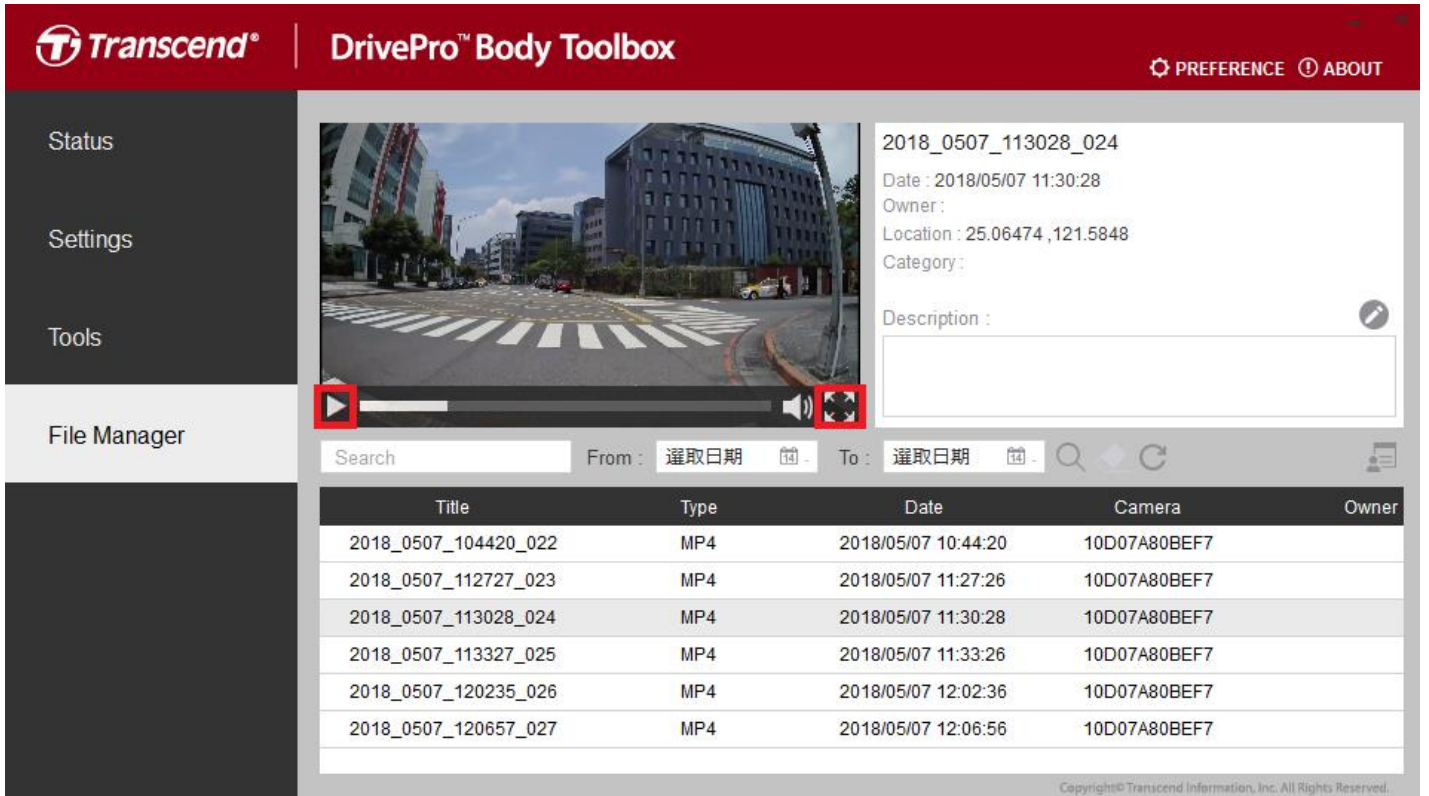 Transcend® DrivePro™ Body Toolbox
PREFERENCE ABOUT
Status
Settings
Tools
File Manager
2018_0507_113028_024
Date : 2018/05/07 11:30:28
Owner :
Location : 25.06474 ,121.5848
Category :
Description :
Search From : 選取日期 14 To : 選取日期 14
Title Type Date Camera Owner
2018_0507_104420_022 MP4 2018/05/07 10:44:20 10D07A80BEF7
2018_0507_112727_023 MP4 2018/05/07 11:27:26 10D07A80BEF7
2018_0507_113028_024 MP4 2018/05/07 11:30:28 10D07A80BEF7
2018_0507_113327_025 MP4 2018/05/07 11:33:26 10D07A80BEF7
2018_0507_120235_026 MP4 2018/05/07 12:02:36 10D07A80BEF7
2018_0507_120657_027 MP4 2018/05/07 12:06:56 10D07A80BEF7
Copyright© Transcend Information, Inc. All Rights Reserved.